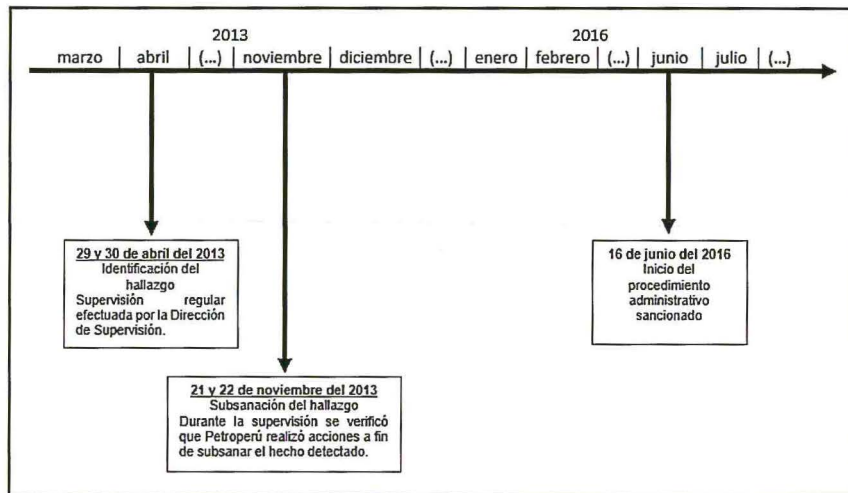 2013 2016
marzo | abril | (...) | noviembre | diciembre | (...) | enero | febrero | (...) | junio | julio | (...)
29 y 30 de abril del 2013
Identificación del
hallazgo
Supervisión regular
efectuada por la Dirección
de Supervisión.
16 de junio del 2016
Inicio del
procedimiento
administrativo
sancionado
21 y 22 de noviembre del 2013
Subsanación del hallazgo
Durante la supervisión se verificó
que Petroperú realizó acciones a fin
de subsanar el hecho detectado.